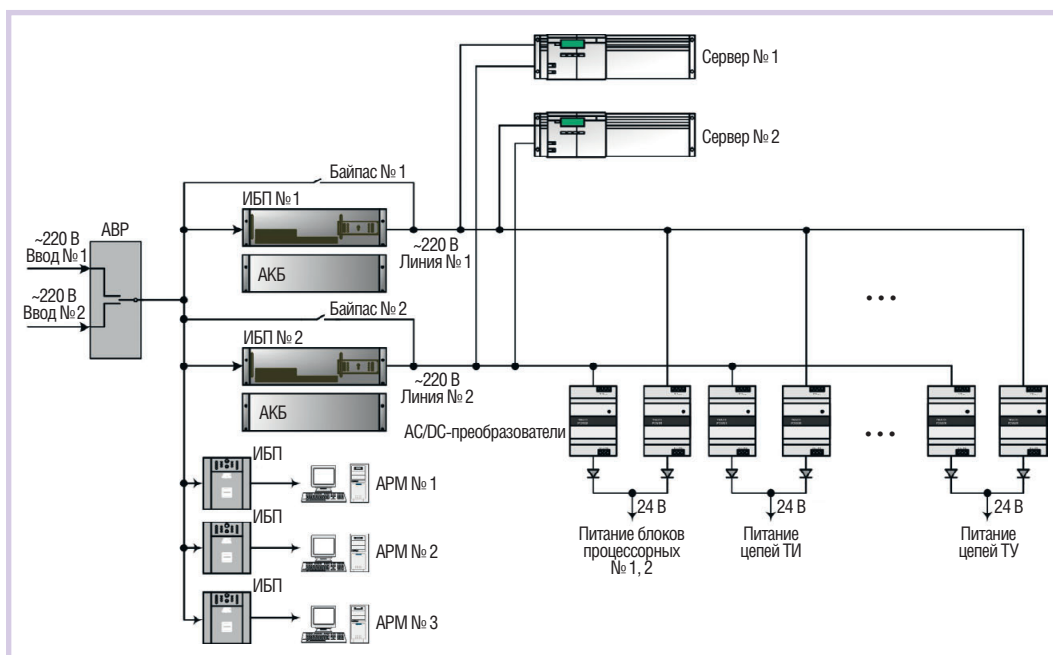 Сервер № 1
Сервер № 2
Байпас № 1
ИБП № 1
АВР
~220 В
Ввод № 1
~220 В
Ввод № 2
АКБ
~220 В
Линия № 1
Байпас № 2
ИБП № 2
АКБ
~220 В
Линия № 2
AC/DC-преобразователи
ИБП
АРМ № 1
ИБП
АРМ № 2
ИБП
АРМ № 3
24 В
Питание блоков
процессорных
№ 1, 2
24 В
Питание
цепей ТИ
24 В
Питание
цепей ТУ